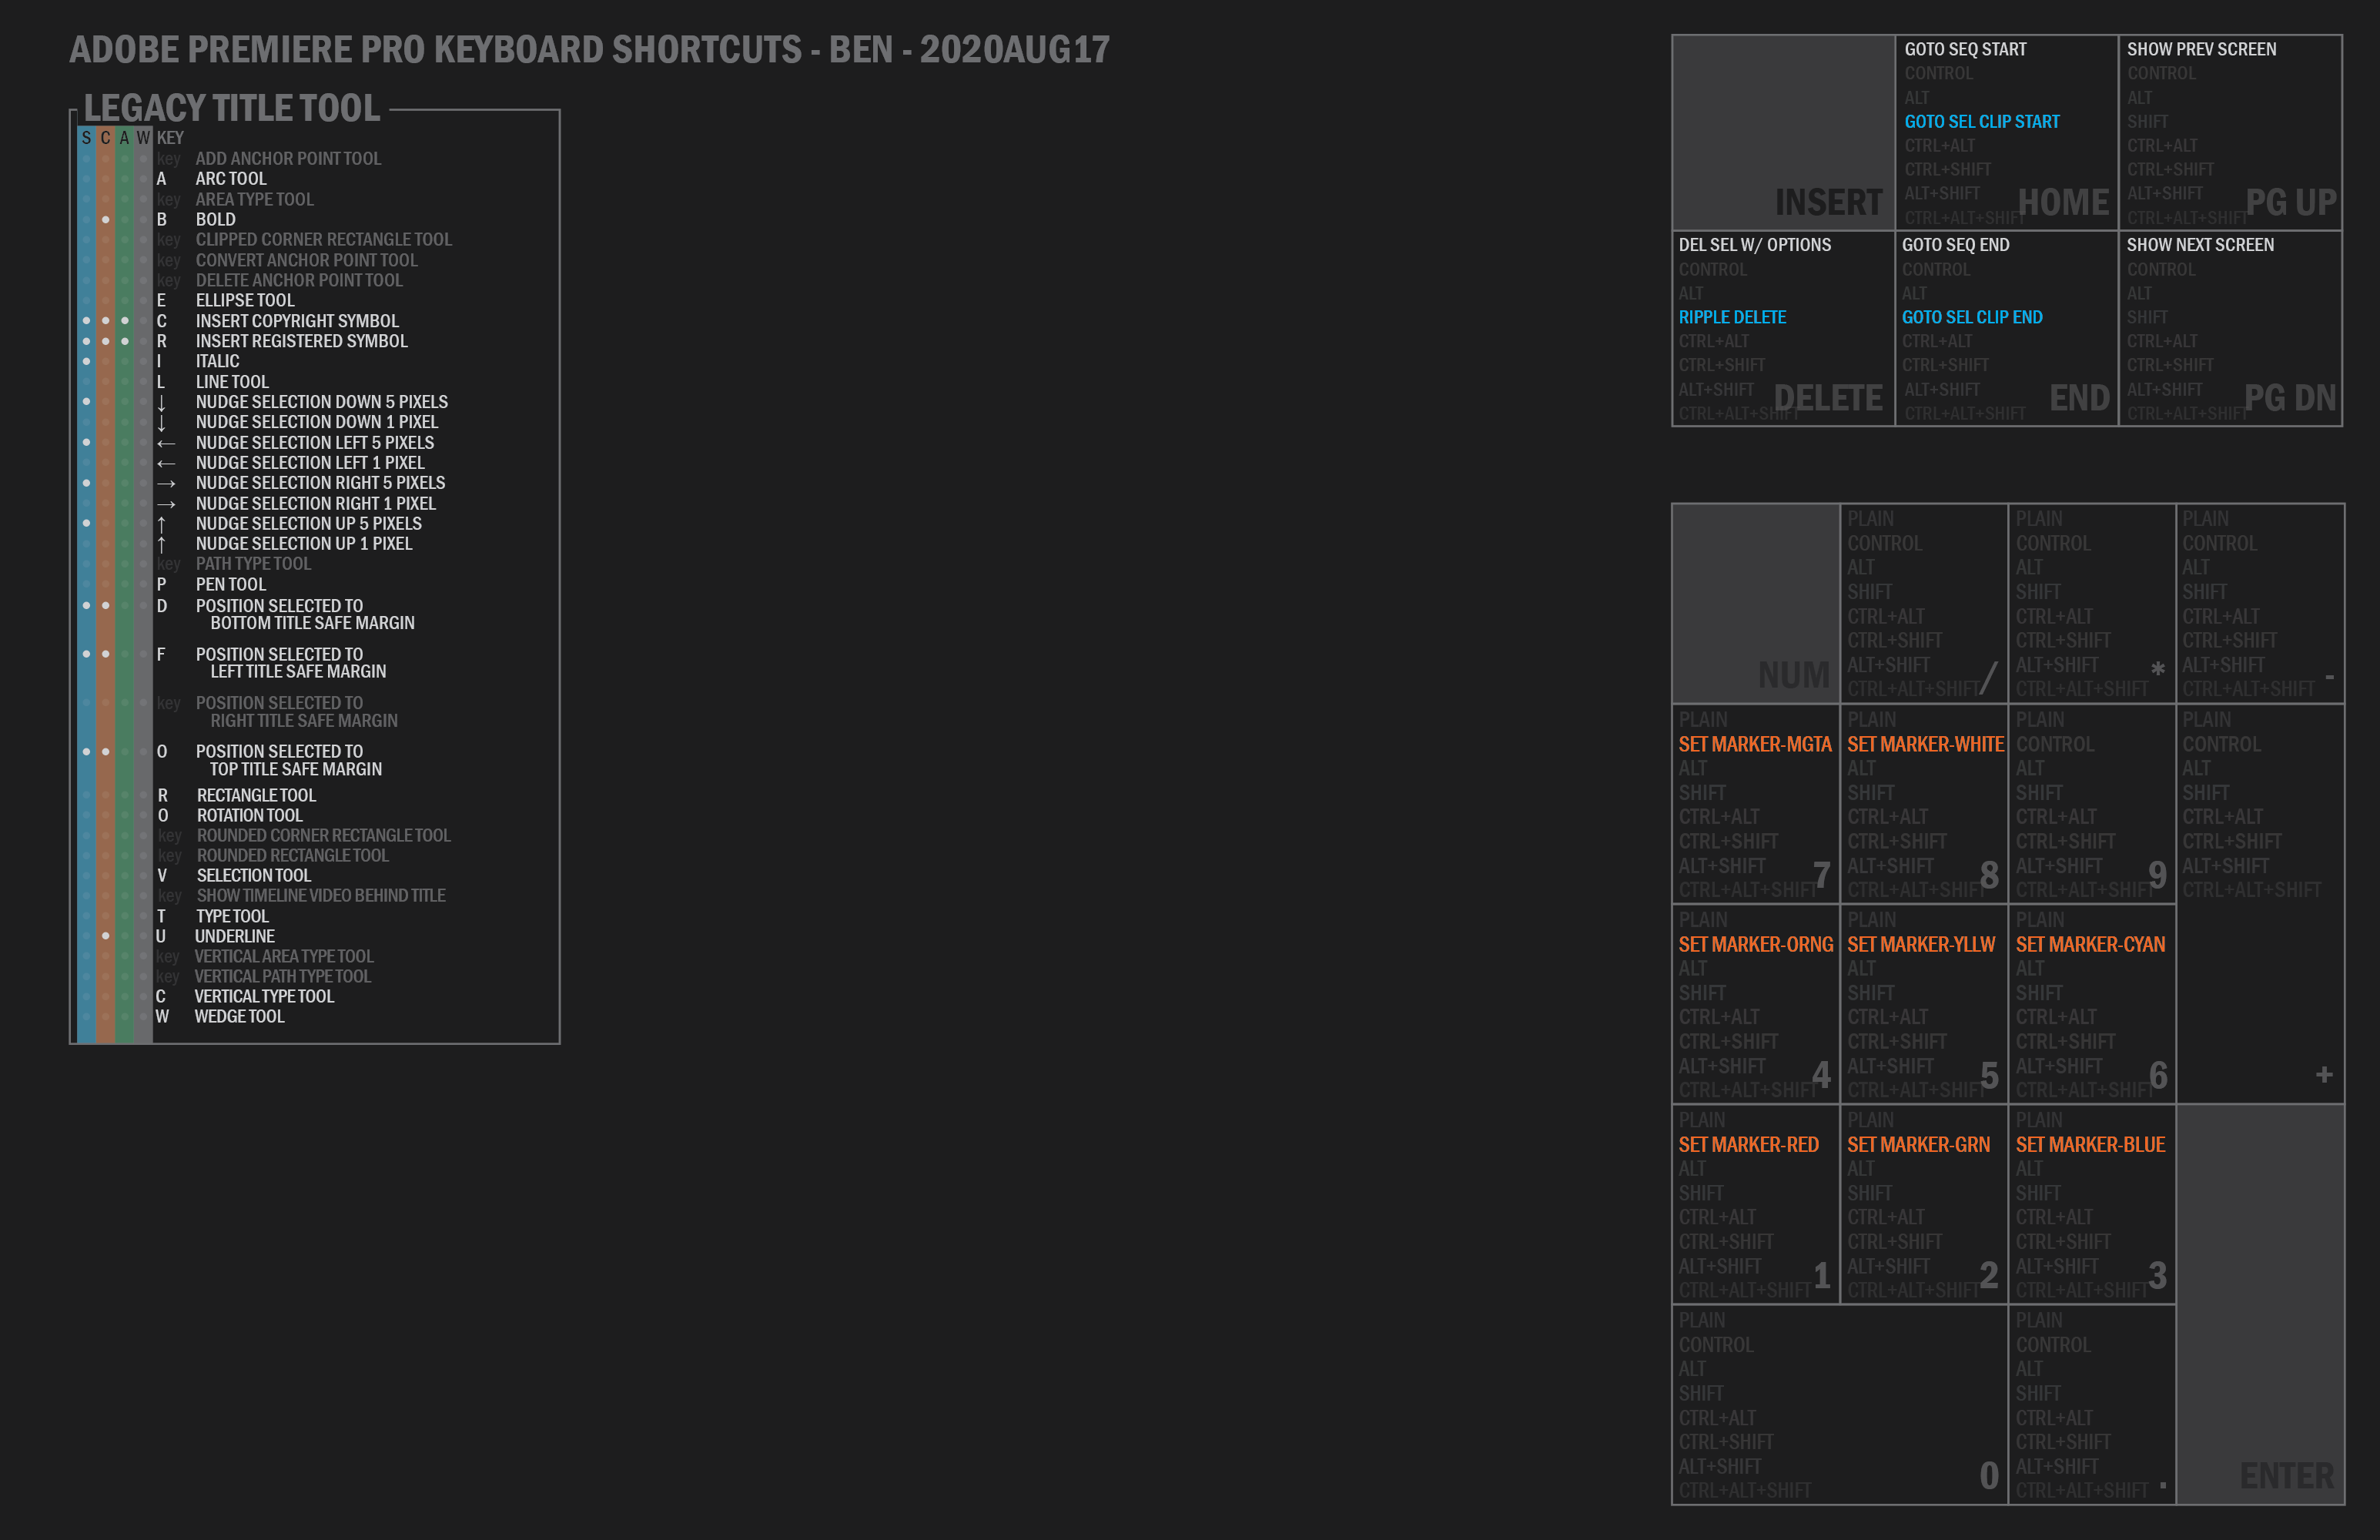 ADOBE PREMIERE PRO KEYBOARD SHORTCUTS - BEN - 2020AUG17
LEGACY TITLE TOOL
S C A W KEY
key ADD ANCHOR POINT TOOL
A ARC TOOL
key AREA TYPE TOOL
B BOLD
key CLIPPED CORNER RECTANGLE TOOL
key CONVERT ANCHOR POINT TOOL
key DELETE ANCHOR POINT TOOL
E ELLIPSE TOOL
C INSERT COPYRIGHT SYMBOL
R INSERT REGISTERED SYMBOL
I ITALIC
L LINE TOOL
↓ NUDGE SELECTION DOWN 5 PIXELS
↓ NUDGE SELECTION DOWN 1 PIXEL
← NUDGE SELECTION LEFT 5 PIXELS
← NUDGE SELECTION LEFT 1 PIXEL
→ NUDGE SELECTION RIGHT 5 PIXELS
→ NUDGE SELECTION RIGHT 1 PIXEL
↑ NUDGE SELECTION UP 5 PIXELS
↑ NUDGE SELECTION UP 1 PIXEL
key PATH TYPE TOOL
P PEN TOOL
D POSITION SELECTED TO
BOTTOM TITLE SAFE MARGIN
F POSITION SELECTED TO
LEFT TITLE SAFE MARGIN
key POSITION SELECTED TO
RIGHT TITLE SAFE MARGIN
O POSITION SELECTED TO
TOP TITLE SAFE MARGIN
R RECTANGLE TOOL
O ROTATION TOOL
key ROUNDED CORNER RECTANGLE TOOL
key ROUNDED RECTANGLE TOOL
V SELECTION TOOL
key SHOW TIMELINE VIDEO BEHIND TITLE
T TYPE TOOL
U UNDERLINE
key VERTICAL AREA TYPE TOOL
key VERTICAL PATH TYPE TOOL
C VERTICAL TYPE TOOL
W WEDGE TOOL
INSERT
GOTO SEQ START
CONTROL
ALT
GOTO SEL CLIP START
CTRL+ALT
CTRL+SHIFT
ALT+SHIFT
CTRL+ALT+SHIFT
HOME
SHOW PREV SCREEN
CONTROL
ALT
SHIFT
CTRL+ALT
CTRL+SHIFT
ALT+SHIFT
CTRL+ALT+SHIFT
PG UP
DEL SEL W/ OPTIONS
CONTROL
ALT
RIPPLE DELETE
CTRL+ALT
CTRL+SHIFT
ALT+SHIFT
CTRL+ALT+SHIFT
DELETE
GOTO SEQ END
CONTROL
ALT
GOTO SEL CLIP END
CTRL+ALT
CTRL+SHIFT
ALT+SHIFT
CTRL+ALT+SHIFT
END
SHOW NEXT SCREEN
CONTROL
ALT
SHIFT
CTRL+ALT
CTRL+SHIFT
ALT+SHIFT
CTRL+ALT+SHIFT
PG DN
NUM
PLAIN
CONTROL
ALT
SHIFT
CTRL+ALT
CTRL+SHIFT
ALT+SHIFT
CTRL+ALT+SHIFT
/
PLAIN
CONTROL
ALT
SHIFT
CTRL+ALT
CTRL+SHIFT
ALT+SHIFT
CTRL+ALT+SHIFT
*
PLAIN
CONTROL
ALT
SHIFT
CTRL+ALT
CTRL+SHIFT
ALT+SHIFT
CTRL+ALT+SHIFT
-
PLAIN
SET MARKER-MGTA
ALT
SHIFT
CTRL+ALT
CTRL+SHIFT
ALT+SHIFT
CTRL+ALT+SHIFT
7
PLAIN
SET MARKER-WHITE
ALT
SHIFT
CTRL+ALT
CTRL+SHIFT
ALT+SHIFT
CTRL+ALT+SHIFT
8
PLAIN
CONTROL
ALT
SHIFT
CTRL+ALT
CTRL+SHIFT
ALT+SHIFT
CTRL+ALT+SHIFT
9
PLAIN
CONTROL
ALT
SHIFT
CTRL+ALT
CTRL+SHIFT
ALT+SHIFT
CTRL+ALT+SHIFT
+
PLAIN
SET MARKER-ORNG
ALT
SHIFT
CTRL+ALT
CTRL+SHIFT
ALT+SHIFT
CTRL+ALT+SHIFT
4
PLAIN
SET MARKER-YLLW
ALT
SHIFT
CTRL+ALT
CTRL+SHIFT
ALT+SHIFT
CTRL+ALT+SHIFT
5
PLAIN
SET MARKER-CYAN
ALT
SHIFT
CTRL+ALT
CTRL+SHIFT
ALT+SHIFT
CTRL+ALT+SHIFT
6
PLAIN
SET MARKER-RED
ALT
SHIFT
CTRL+ALT
CTRL+SHIFT
ALT+SHIFT
CTRL+ALT+SHIFT
1
PLAIN
SET MARKER-GRN
ALT
SHIFT
CTRL+ALT
CTRL+SHIFT
ALT+SHIFT
CTRL+ALT+SHIFT
2
PLAIN
SET MARKER-BLUE
ALT
SHIFT
CTRL+ALT
CTRL+SHIFT
ALT+SHIFT
CTRL+ALT+SHIFT
3
PLAIN
CONTROL
ALT
SHIFT
CTRL+ALT
CTRL+SHIFT
ALT+SHIFT
CTRL+ALT+SHIFT
0
PLAIN
CONTROL
ALT
SHIFT
CTRL+ALT
CTRL+SHIFT
ALT+SHIFT
CTRL+ALT+SHIFT
.
ENTER